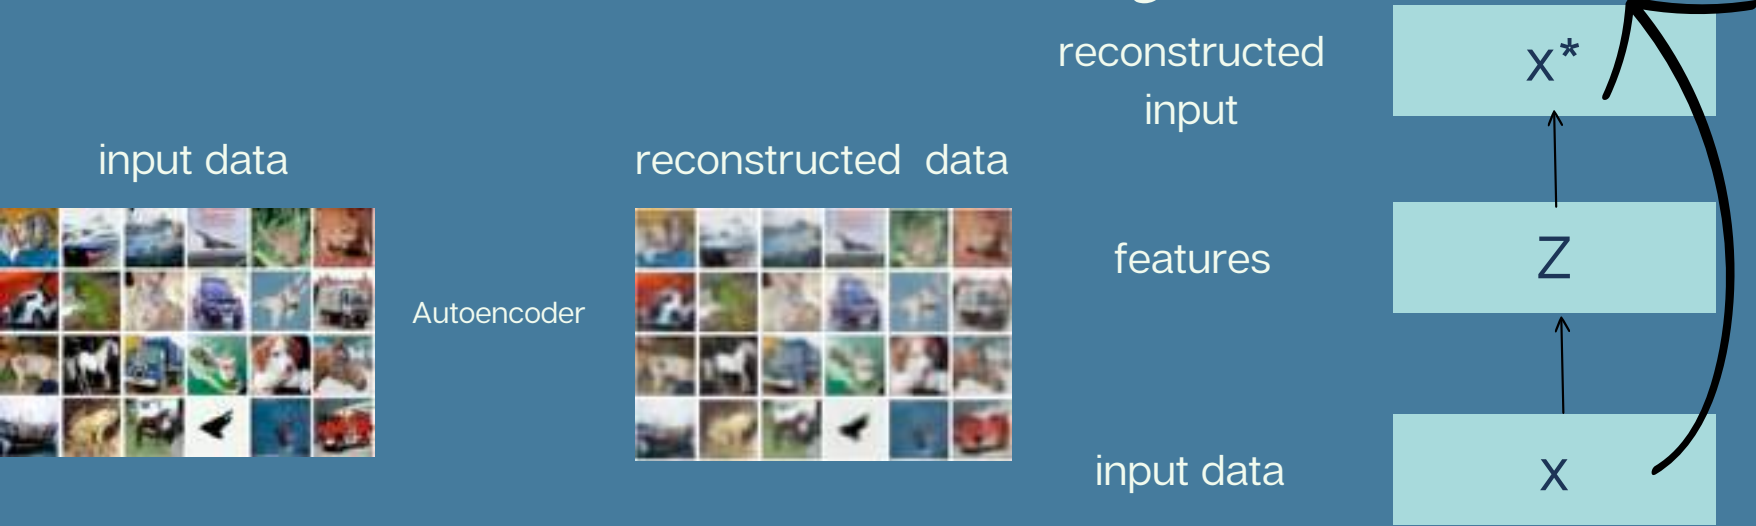 input data
reconstructed data
Autoencoder
reconstructed
input
x*
features
Z
input data
x